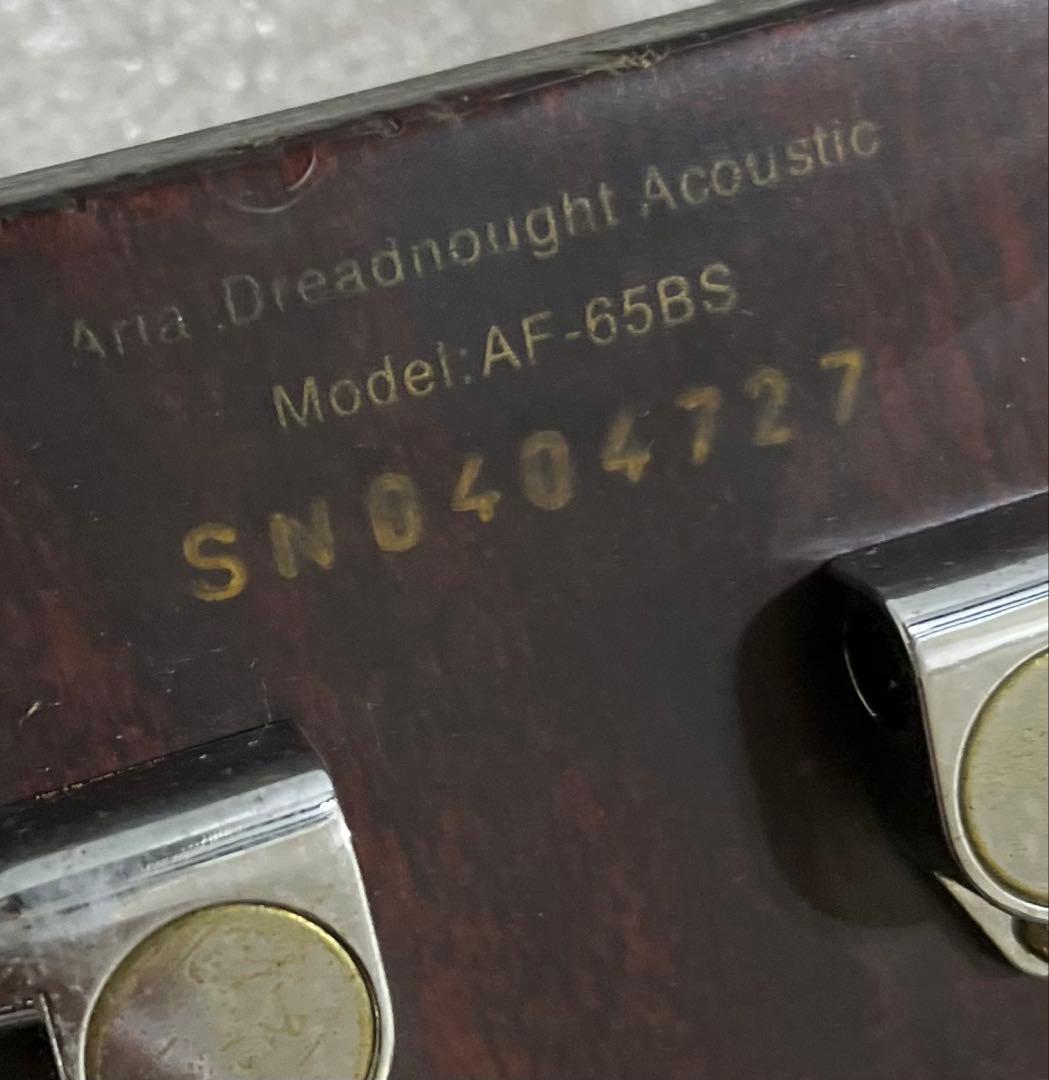 Aria Dreadnought Acoustic
Model:AF-65BS
SN0404727